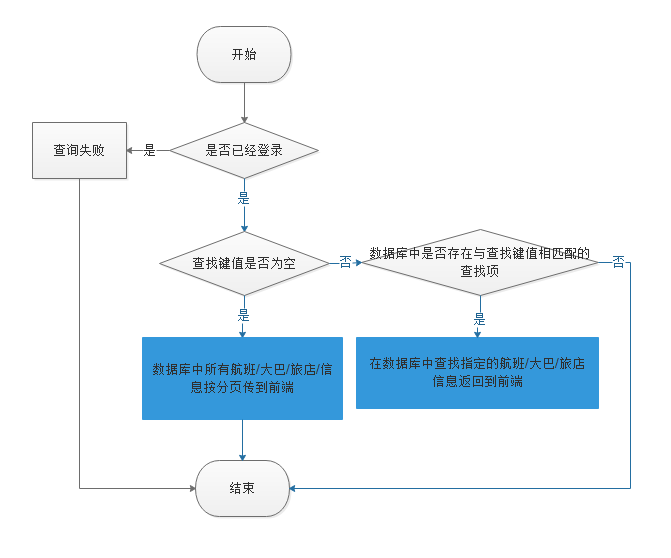 开始
查询失败
是
是否已经登录
是
查找键值是否为空
否
数据库中是否存在与查找键值相匹配的
查找项
否
是
是
数据库中所有航班/大巴/旅店/信
息按分页传到前端
在数据库中查找指定的航班/大巴/旅店
信息返回到前端
结束